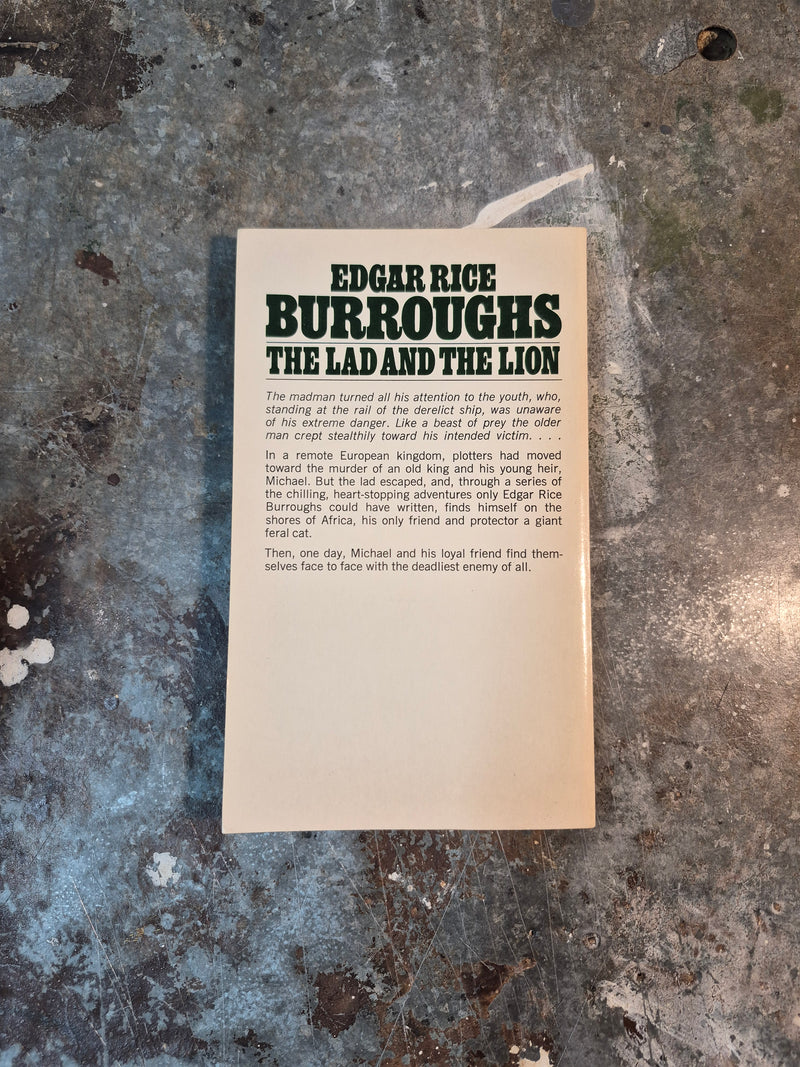 EDGAR RICE
BURROUGHS
THE LAD AND THE LION
The madman turned all his attention to the youth, who,
standing at the rail of the derelict ship, was unaware
of his extreme danger. Like a beast of prey the older
man crept stealthily toward his intended victim. . . .
In a remote European kingdom, plotters had moved
toward the murder of an old king and his young heir,
Michael. But the lad escaped, and, through a series of
the chilling, heart-stopping adventures only Edgar Rice
Burroughs could have written, finds himself on the
shores of Africa, his only friend and protector a giant
feral cat.
Then, one day, Michael and his loyal friend find them-
selves face to face with the deadliest enemy of all.